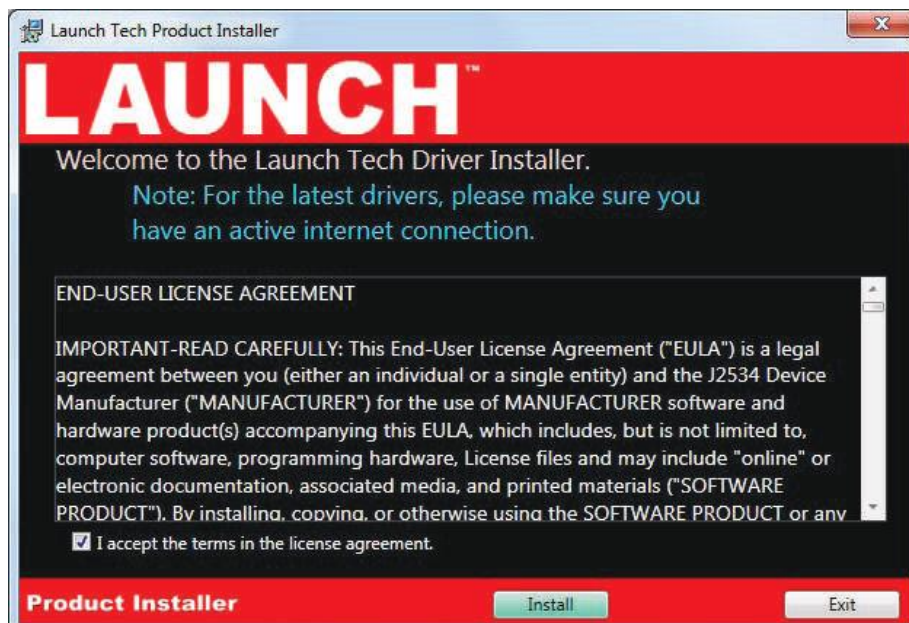 Launch Tech Product Installer
LAUNCH™
Welcome to the Launch Tech Driver Installer.
Note: For the latest drivers, please make sure you
have an active internet connection.
END-USER LICENSE AGREEMENT
IMPORTANT-READ CAREFULLY: This End-User License Agreement ("EULA") is a legal
agreement between you (either an individual or a single entity) and the J2534 Device
Manufacturer ("MANUFACTURER") for the use of MANUFACTURER software and
hardware product(s) accompanying this EULA, which includes, but is not limited to,
computer software, programming hardware, License files and may include "online" or
electronic documentation, associated media, and printed materials ("SOFTWARE
PRODUCT"). By installing, copying, or otherwise using the SOFTWARE PRODUCT or any
I accept the terms in the license agreement.
Product Installer
Install
Exit